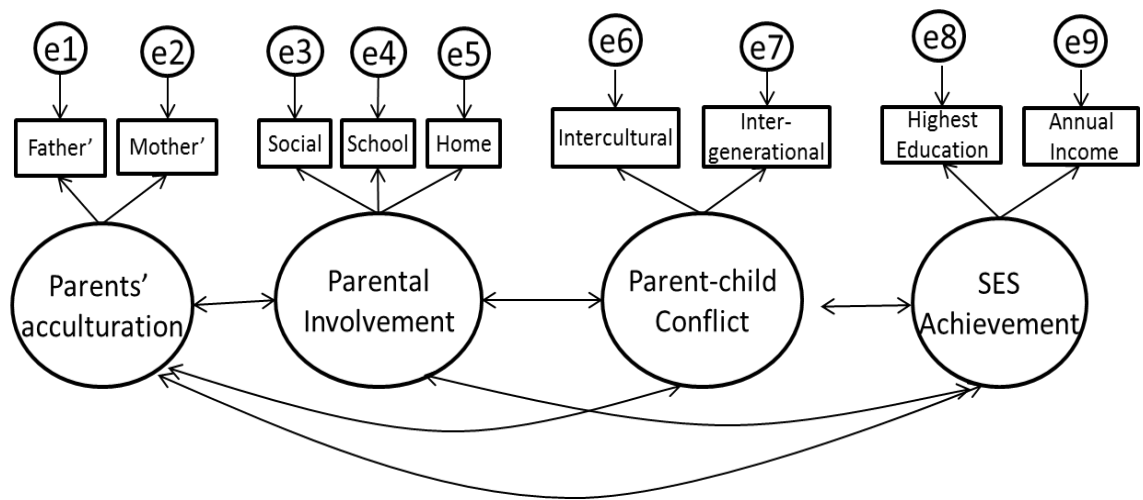 e1
e2
e3
e4
e5
e6
e7
e8
e9
Father’
Mother’
Social
School
Home
Intercultural
Inter-
generational
Highest
Education
Annual
Income
Parents’
acculturation
Parental
Involvement
Parent-child
Conflict
SES
Achievement